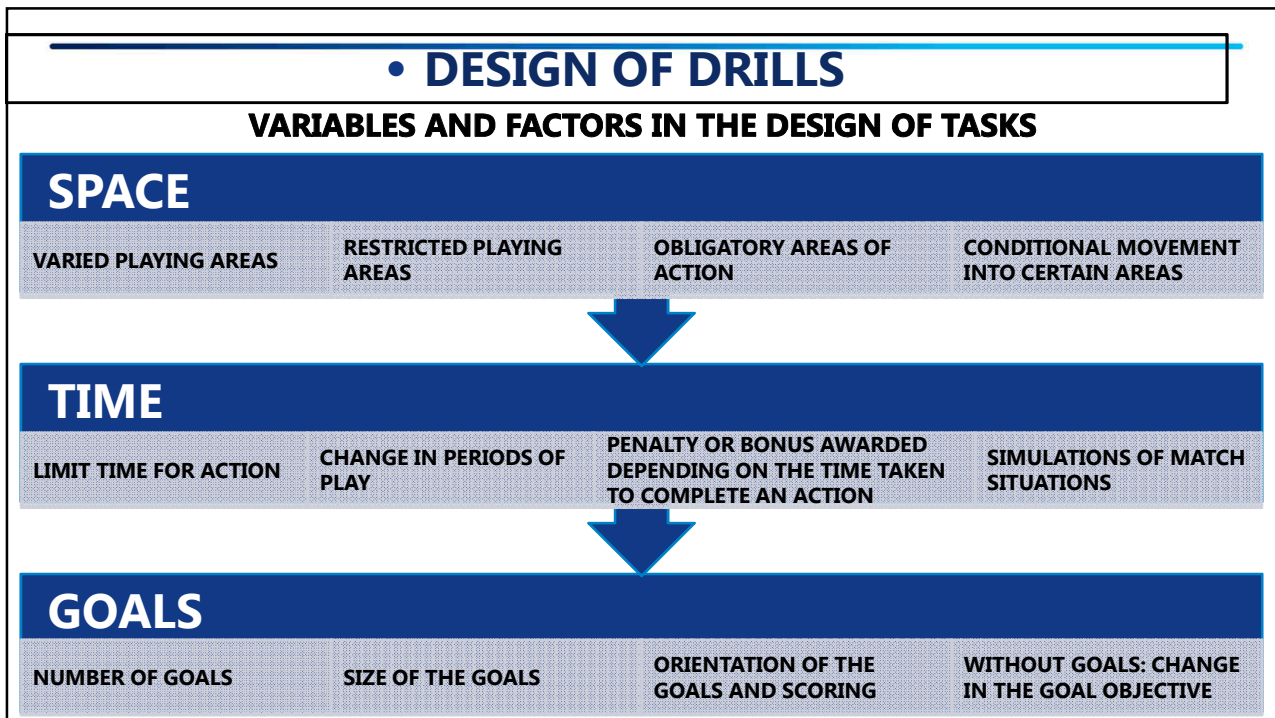 • DESIGN OF DRILLS
VARIABLES AND FACTORS IN THE DESIGN OF TASKS
SPACE
VARIED PLAYING AREAS
RESTRICTED PLAYING
AREAS
OBLIGATORY AREAS OF
ACTION
CONDITIONAL MOVEMENT
INTO CERTAIN AREAS
TIME
LIMIT TIME FOR ACTION
CHANGE IN PERIODS OF
PLAY
PENALTY OR BONUS AWARDED
DEPENDING ON THE TIME TAKEN
TO COMPLETE AN ACTION
SIMULATIONS OF MATCH
SITUATIONS
GOALS
NUMBER OF GOALS
SIZE OF THE GOALS
ORIENTATION OF THE
GOALS AND SCORING
WITHOUT GOALS: CHANGE
IN THE GOAL OBJECTIVE